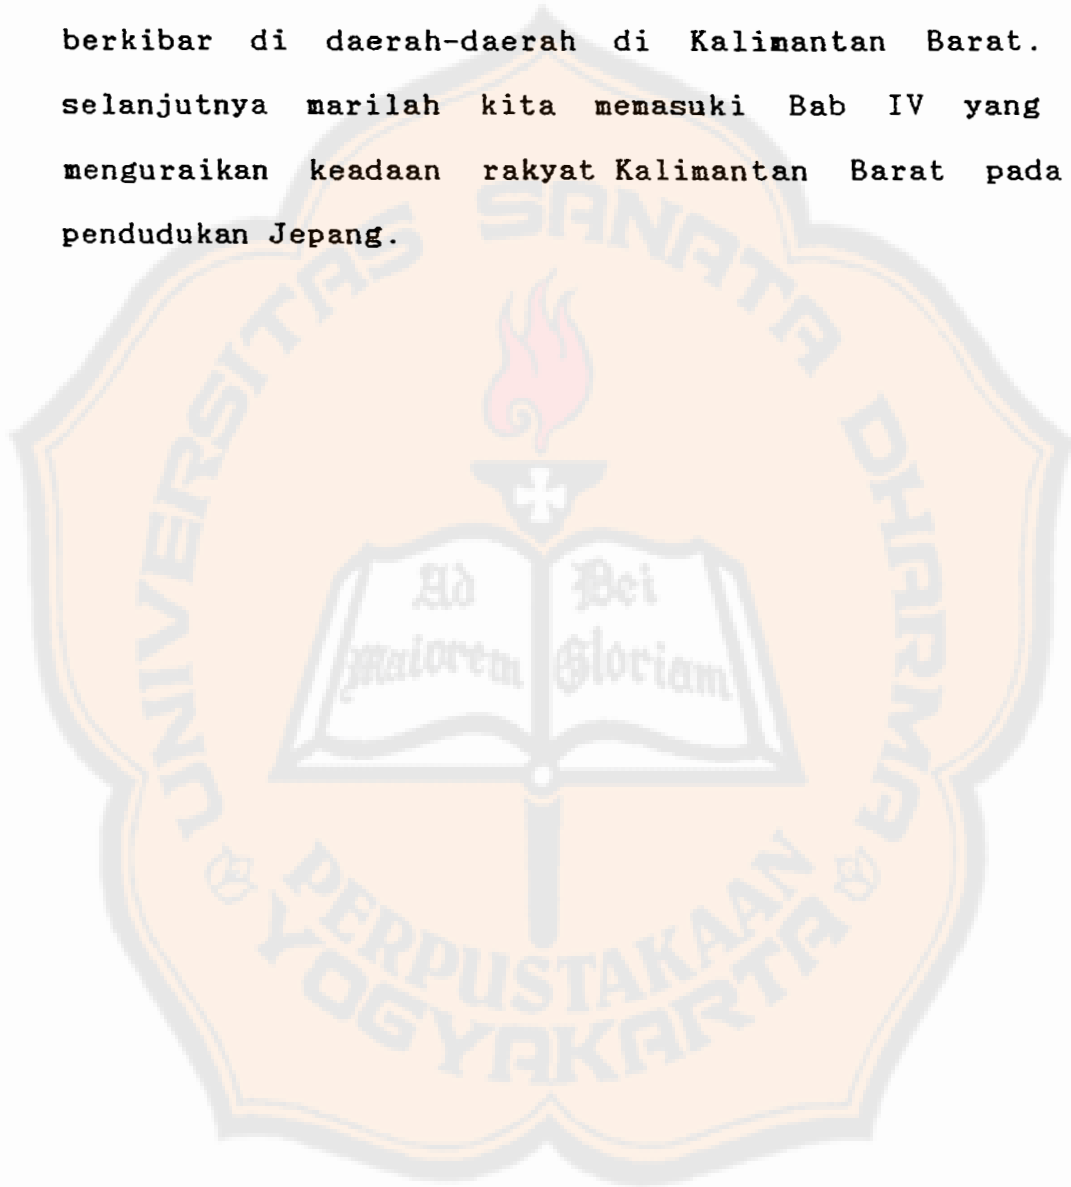 berkibar di daerah-daerah di Kalimantan Barat.
selanjutnya marilah kita memasuki Bab IV yang
menguraikan keadaan rakyat Kalimantan Barat pada
pendudukan Jepang.
UNIVERSITAS SANATA DHARMA
Ad Dei
Maiorem Gloriam
PERPUSTAKAAN
YOGYAKARTA